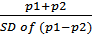 p1+p2
SD of (p1-p2)